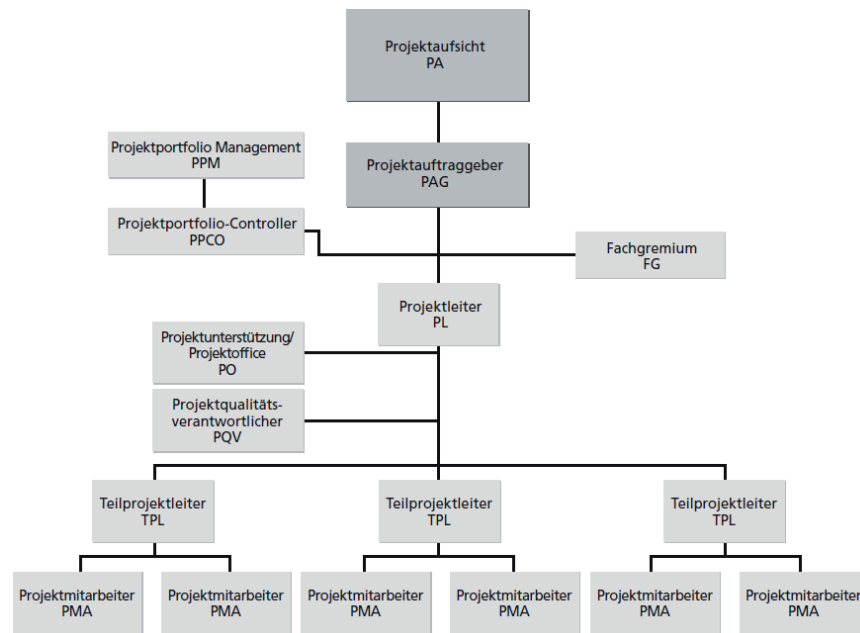 Projektaufsicht
PA
Projektportfolio Management
PPM
Projektauftraggeber
PAG
Projektportfolio-Controller
PPCO
Fachgremium
FG
Projektleiter
PL
Projektunterstützung/
Projektoffice
PO
Projektqualitäts-
verantwortlicher
PQV
Teilprojektleiter
TPL
Teilprojektleiter
TPL
Teilprojektleiter
TPL
Projektmitarbeiter
PMA
Projektmitarbeiter
PMA
Projektmitarbeiter
PMA
Projektmitarbeiter
PMA
Projektmitarbeiter
PMA
Projektmitarbeiter
PMA